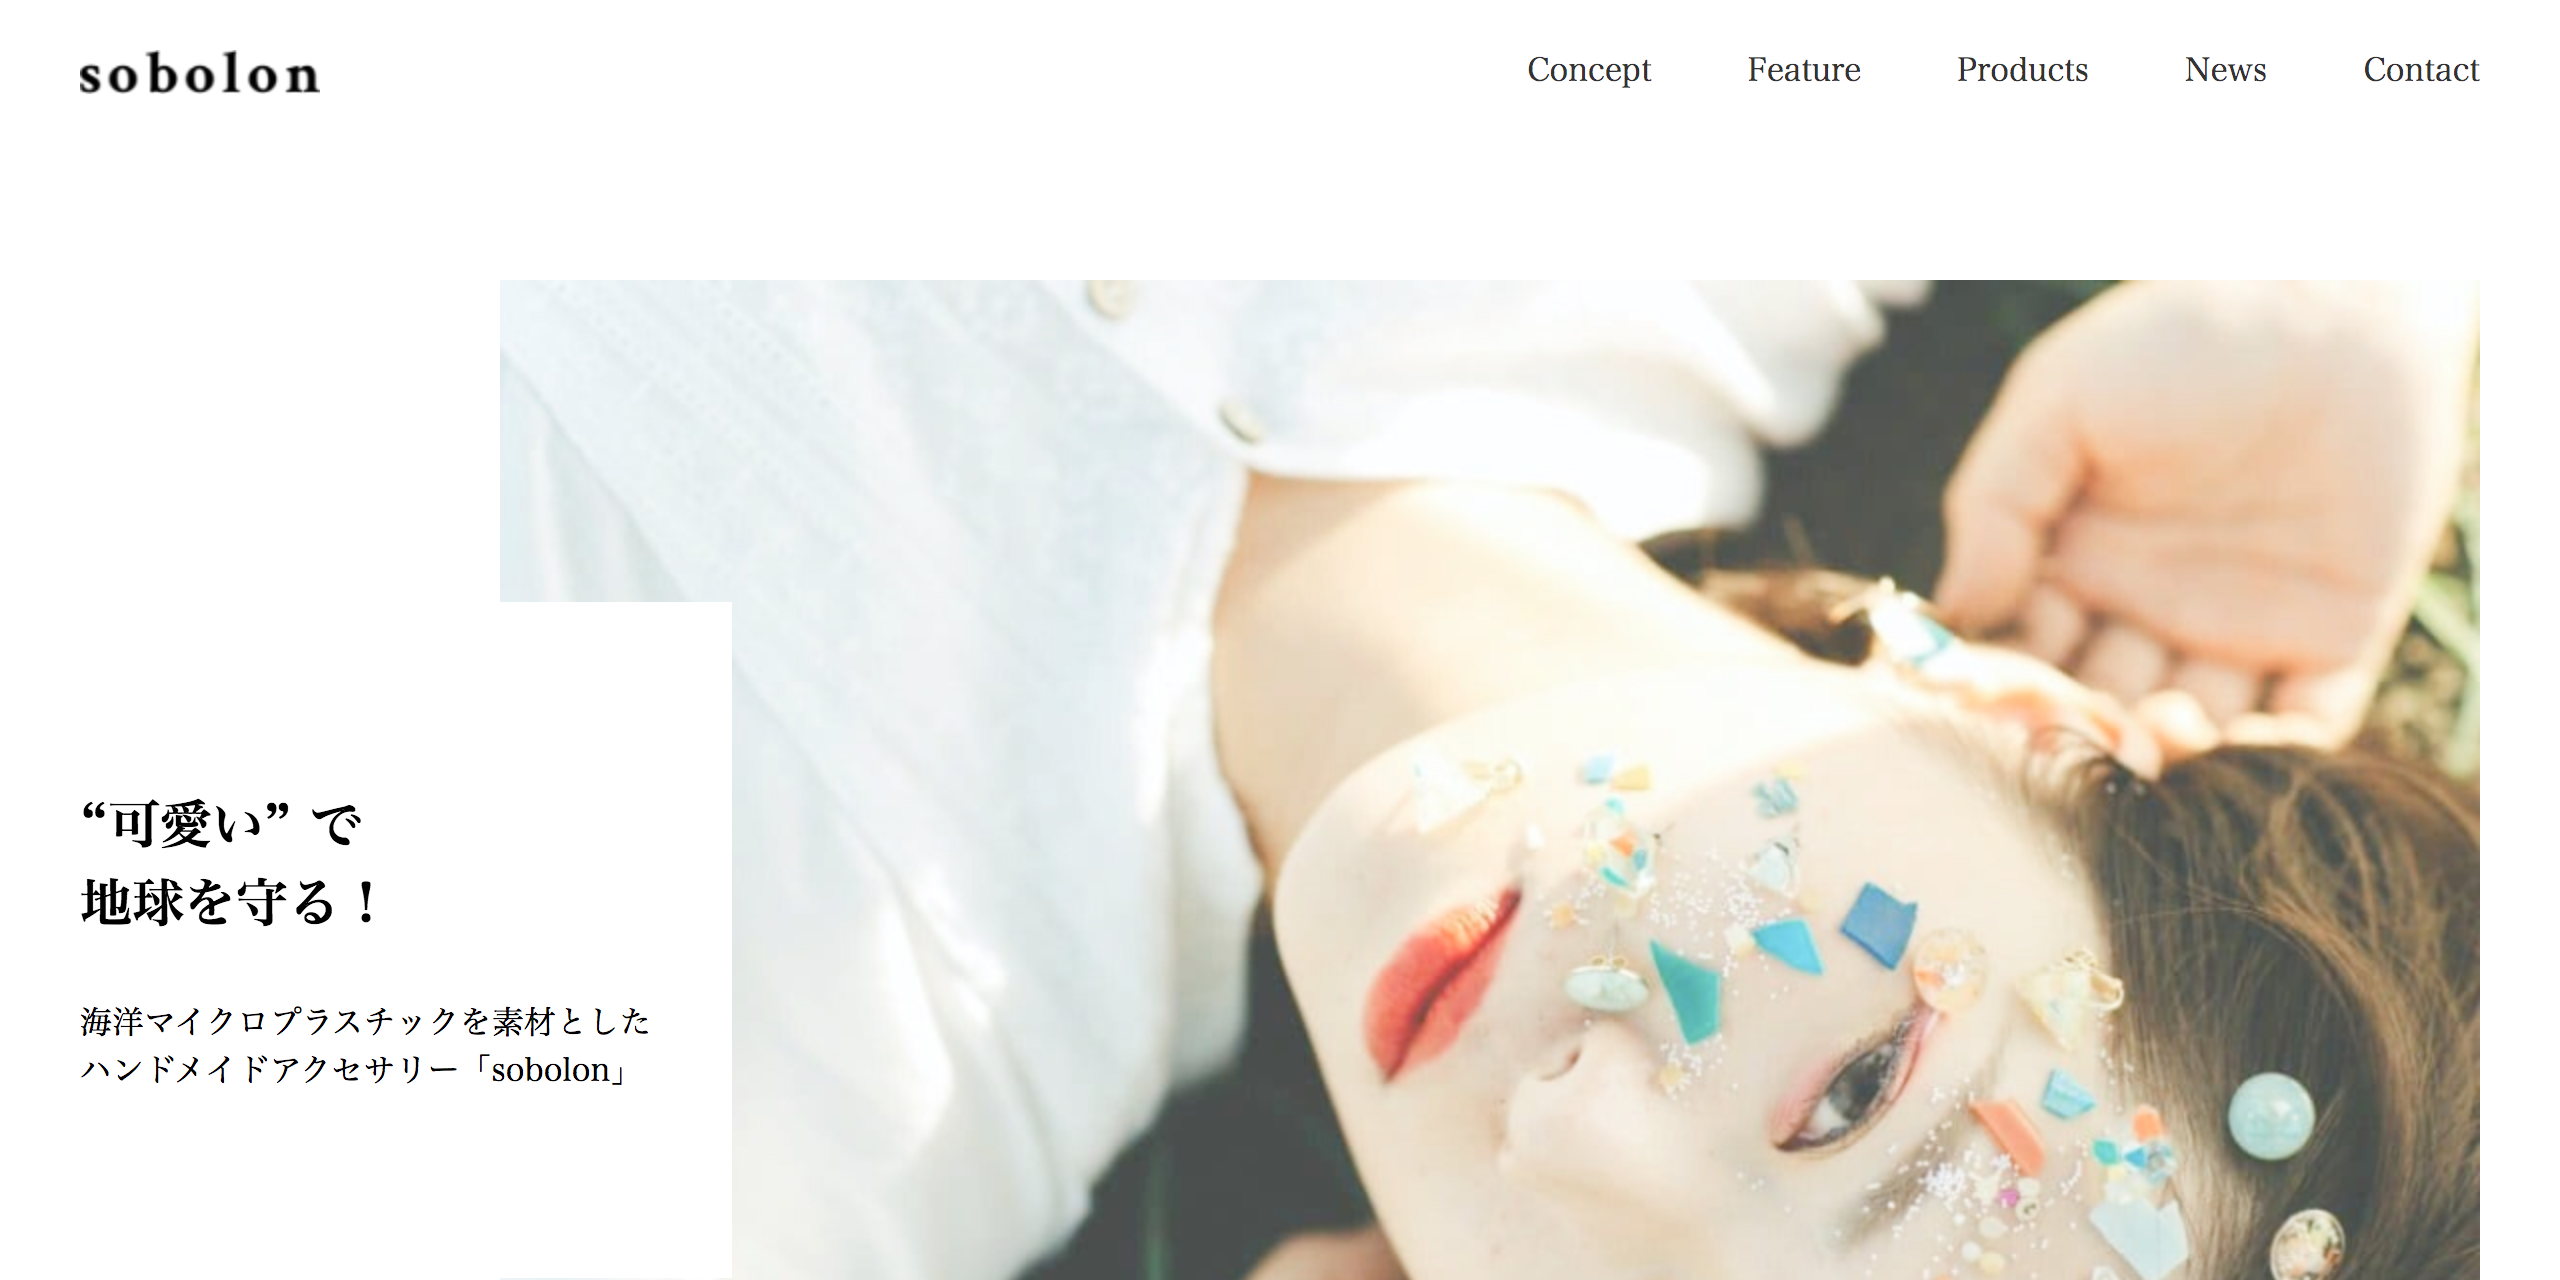 sobolon
Concept Feature Products News Contact
“可愛い” で
地球を守る！
海洋マイクロプラスチックを素材とした
ハンドメイドアクセサリー「sobolon」